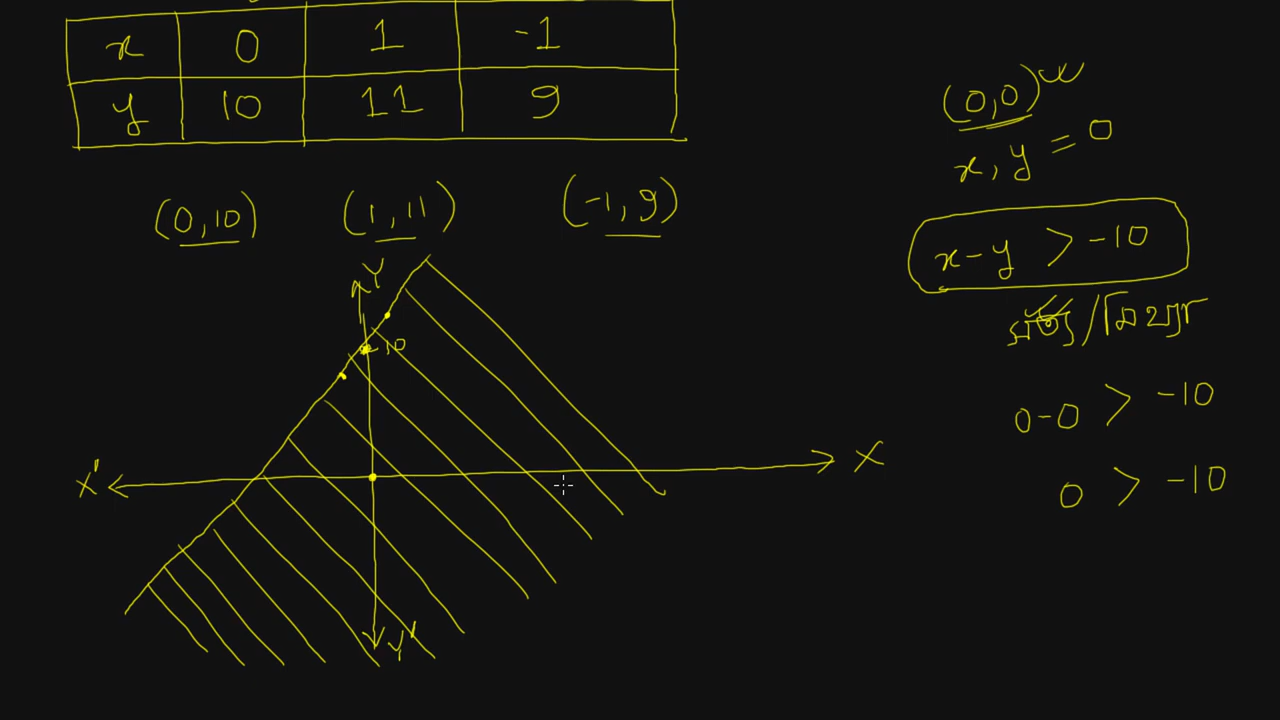 x 0 1 -1
y 10 11 9
(0,10) (1,11) (-1,9)
(0,0)
x, y = 0
x-y > -10
0-0 > -10
0 > -10
Y
10
X' X
Y'